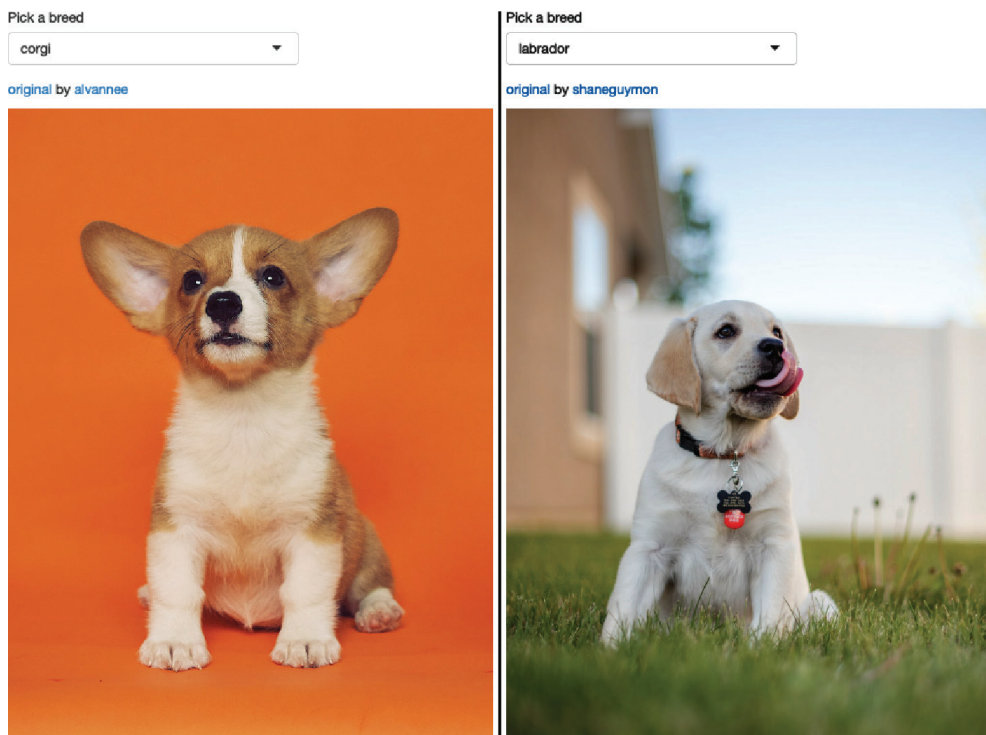 Pick a breed
corgi
original by alvannee
Pick a breed
labrador
original by shaneguymon